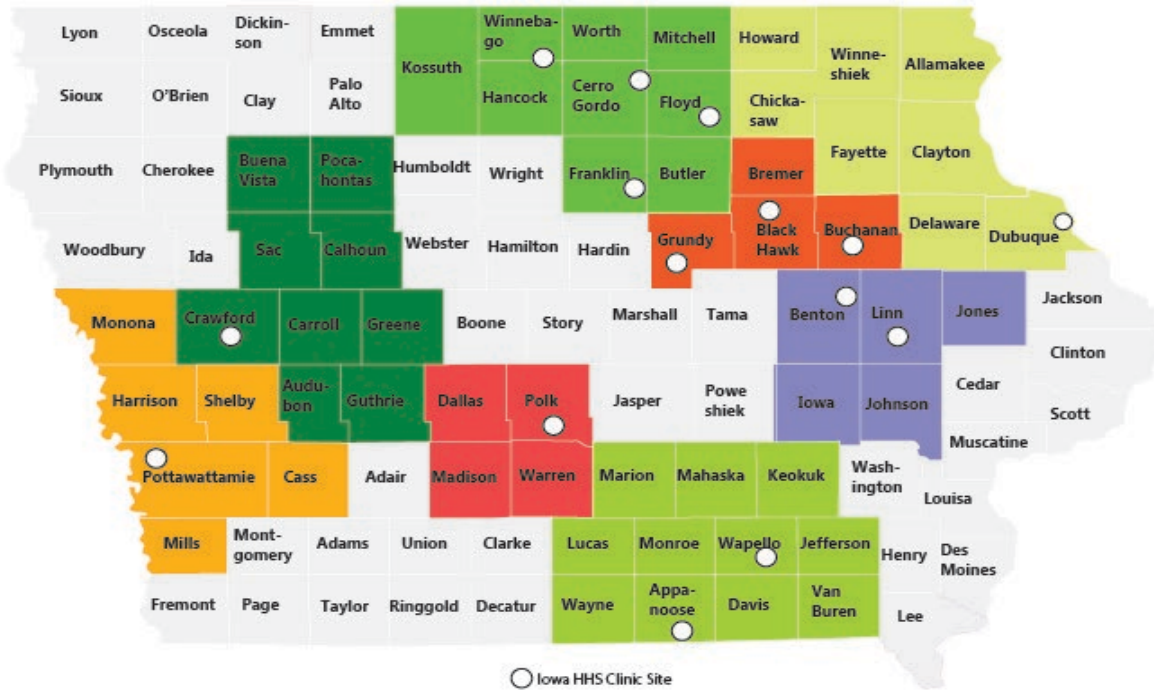 Lyon
Osceola
Dickin-
son
Emmet
Kossuth
Winneba-
go
Worth
Mitchell
Howard
Winne-
shiek
Allamakee
Sioux
O'Brien
Clay
Palo
Alto
Hancock
Cerro
Gordo
Floyd
Chicka-
saw
Plymouth
Cherokee
Buena
Vista
Poca-
hontas
Humboldt
Wright
Franklin
Butler
Bremer
Fayette
Clayton
Woodbury
Ida
Sac
Calhoun
Webster
Hamilton
Hardin
Grundy
Black
Hawk
Buchanan
Delaware
Dubuque
Monona
Crawford
Carroll
Greene
Boone
Story
Marshall
Tama
Benton
Linn
Jones
Jackson
Clinton
Harrison
Shelby
Audu-
bon
Guthrie
Dallas
Polk
Jasper
Powe
shiek
Iowa
Johnson
Cedar
Scott
Muscatine
Pottawattamie
Cass
Adair
Madison
Warren
Marion
Mahaska
Keokuk
Wash-
ington
Louisa
Mills
Mont-
gomery
Adams
Union
Clarke
Lucas
Monroe
Wapello
Jefferson
Henry
Des
Moines
Fremont
Page
Taylor
Ringgold
Decatur
Wayne
Appa-
noose
Davis
Van
Buren
Lee
Iowa HHS Clinic Site